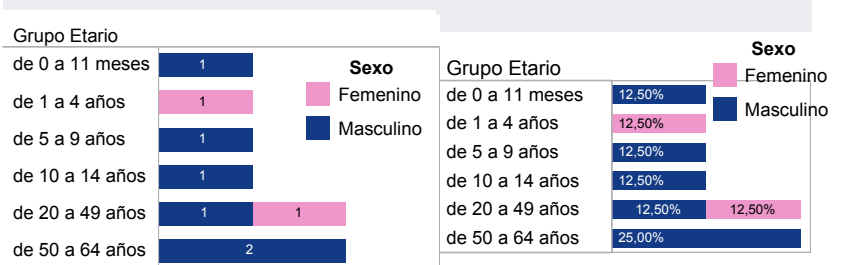 Grupo Etario
de 0 a 11 meses 1
de 1 a 4 años 1
de 5 a 9 años 1
de 10 a 14 años 1
de 20 a 49 años 1 1
de 50 a 64 años 2
Sexo
Femenino
Masculino
Grupo Etario
de 0 a 11 meses 12,50%
de 1 a 4 años 12,50%
de 5 a 9 años 12,50%
de 10 a 14 años 12,50%
de 20 a 49 años 12,50% 12,50%
de 50 a 64 años 25,00%
Sexo
Femenino
Masculino